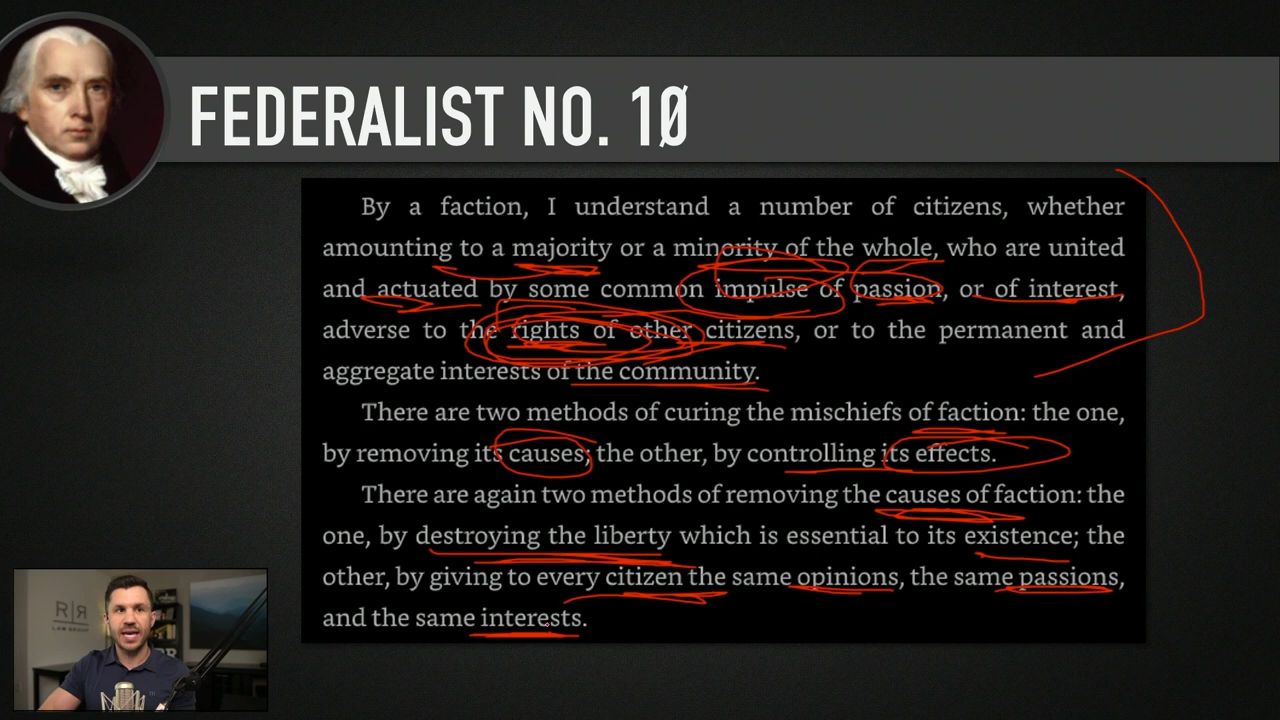 FEDERALIST NO. 10
By a faction, I understand a number of citizens, whether
amounting to a majority or a minority of the whole, who are united
and actuated by some common impulse of passion, or of interest,
adverse to the rights of other citizens, or to the permanent and
aggregate interests of the community.
There are two methods of curing the mischiefs of faction: the one,
by removing its causes; the other, by controlling its effects.
There are again two methods of removing the causes of faction: the
one, by destroying the liberty which is essential to its existence; the
other, by giving to every citizen the same opinions, the same passions,
and the same interests.
R|R
LAW GROUP